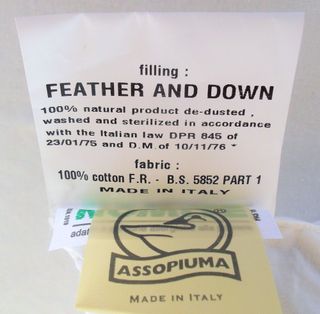 filling :
FEATHER AND DOWN
100% natural product de-dusted ,
washed and sterilized in accordance
with the Italian law DPR 845 of
23/01/75 and D.M. of 10/11/76 *
fabric :
100% cotton F.R. - B.S. 5852 PART 1
MADE IN ITALY
adat
ASSOPIUMA
MADE IN ITALY